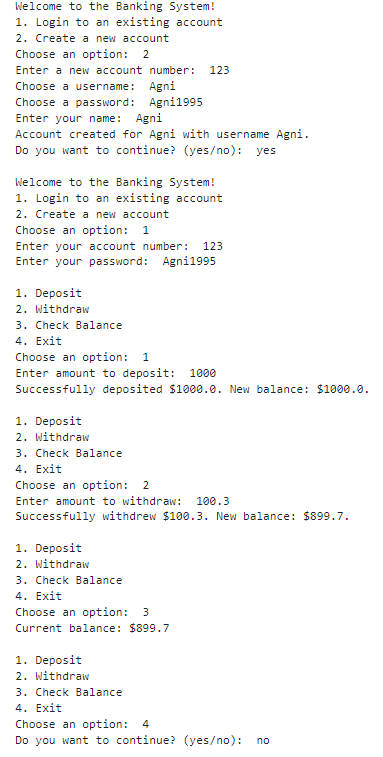 Welcome to the Banking System!
1. Login to an existing account
2. Create a new account
Choose an option:  2
Enter a new account number:  123
Choose a username:  Agni
Choose a password:  Agni1995
Enter your name:  Agni
Account created for Agni with username Agni.
Do you want to continue? (yes/no):  yes

Welcome to the Banking System!
1. Login to an existing account
2. Create a new account
Choose an option:  1
Enter your account number:  123
Enter your password:  Agni1995

1. Deposit
2. Withdraw
3. Check Balance
4. Exit
Choose an option:  1
Enter amount to deposit:  1000
Successfully deposited $1000.0. New balance: $1000.0.

1. Deposit
2. Withdraw
3. Check Balance
4. Exit
Choose an option:  2
Enter amount to withdraw:  100.3
Successfully withdrew $100.3. New balance: $899.7.

1. Deposit
2. Withdraw
3. Check Balance
4. Exit
Choose an option:  3
Current balance: $899.7

1. Deposit
2. Withdraw
3. Check Balance
4. Exit
Choose an option:  4
Do you want to continue? (yes/no):  no